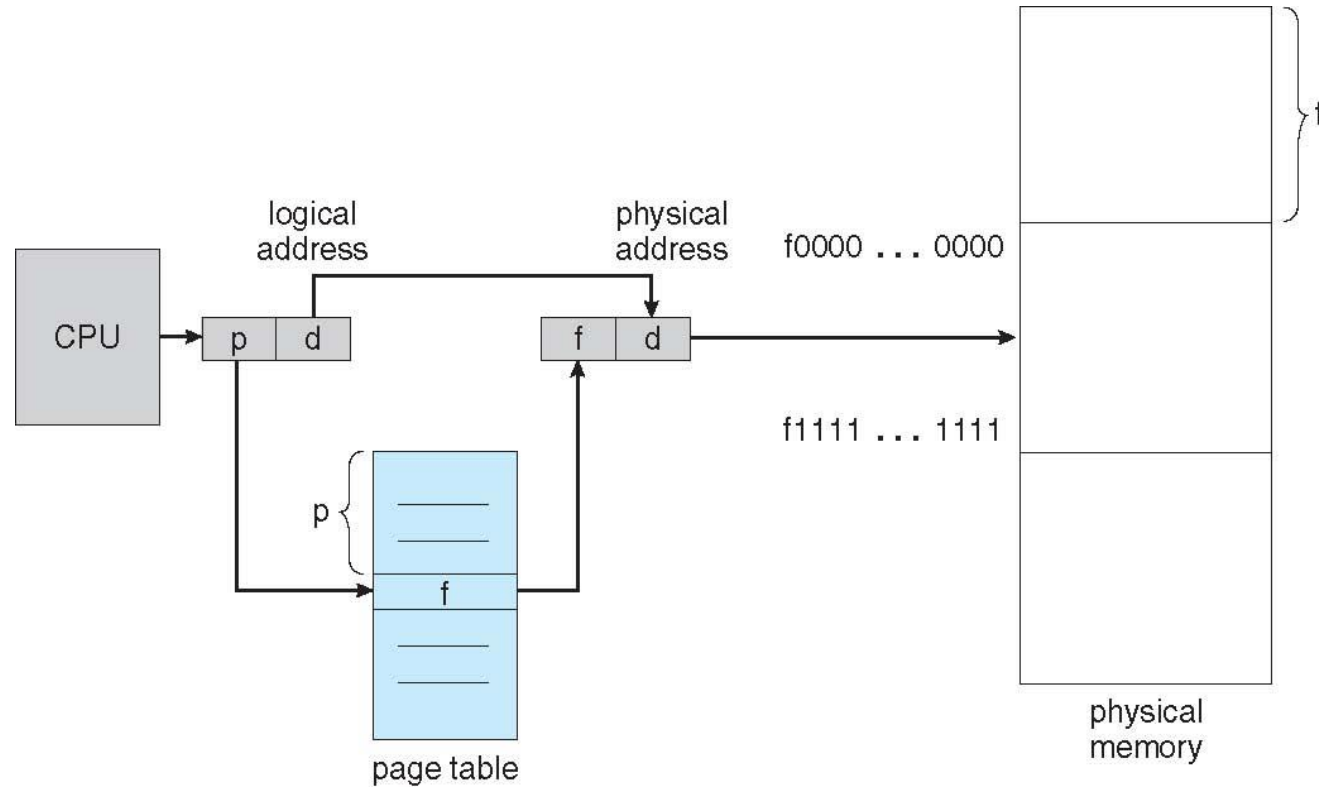 f
logical
address
physical
address
f0000 ... 0000
CPU
p
d
f
d
f1111 ... 1111
p
f
physical
memory
page table